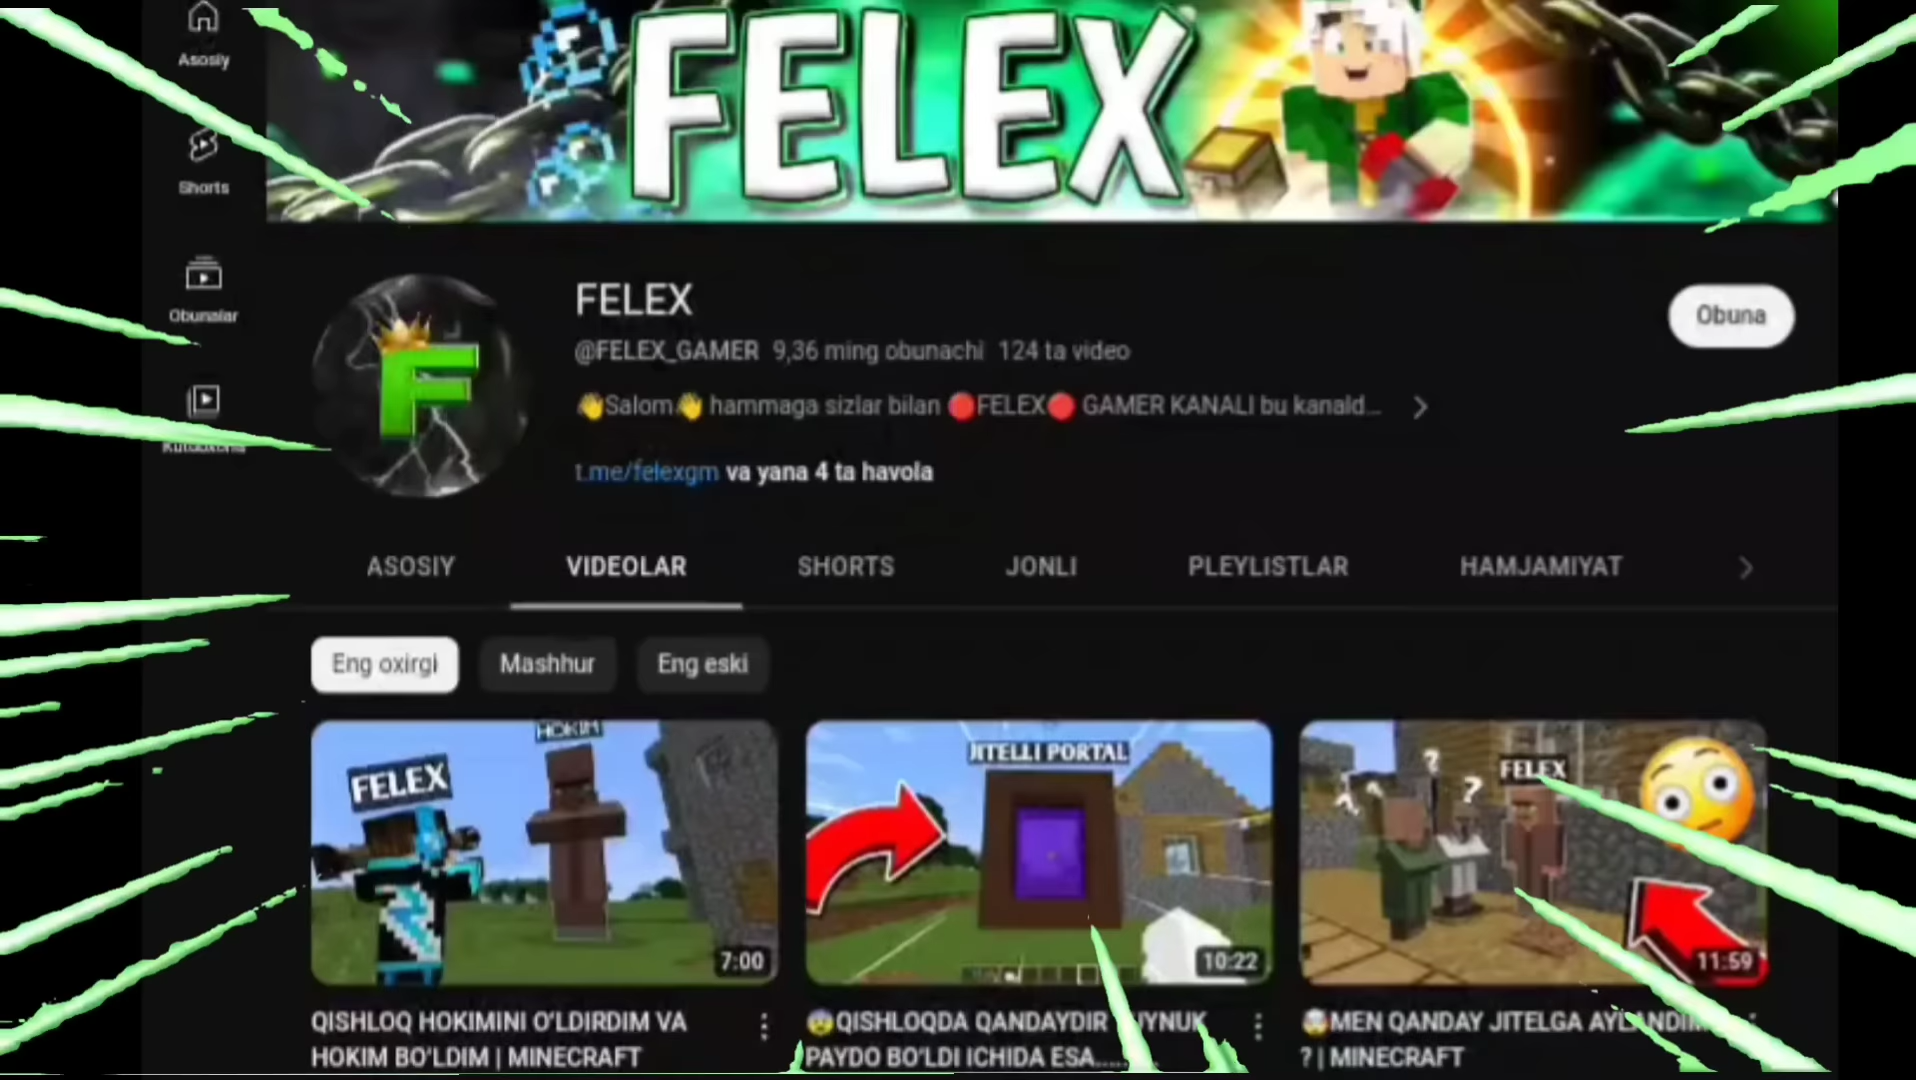 FELEX
Asosiy
Shorts
Obunalar
FELEX
@FELEX_GAMER 9,36 ming obunachi 124 ta video
👋Salom👋 hammaga sizlar bilan 🔴FELEX🔴 GAMER KANALI bu kanald...
Obuna
t.me/felexgm va yana 4 ta havola
ASOSIY VIDEOLAR SHORTS JONLI PLEYLISTLAR HAMJAMIYAT
Eng oxirgi Mashhur Eng eski
HOKIM
FELEX
7:00
JITELLI PORTAL
10:22
? ?
FELEX
11:59
QISHLOQ HOKIMINI O'LDIRDIM VA
HOKIM BO'LDIM | MINECRAFT
😨QISHLOQDA QANDAYDIR
PAYDO BO'LDI ICHIDA ESA......
🤯MEN QANDAY JITELGA
? | MINECRAFT